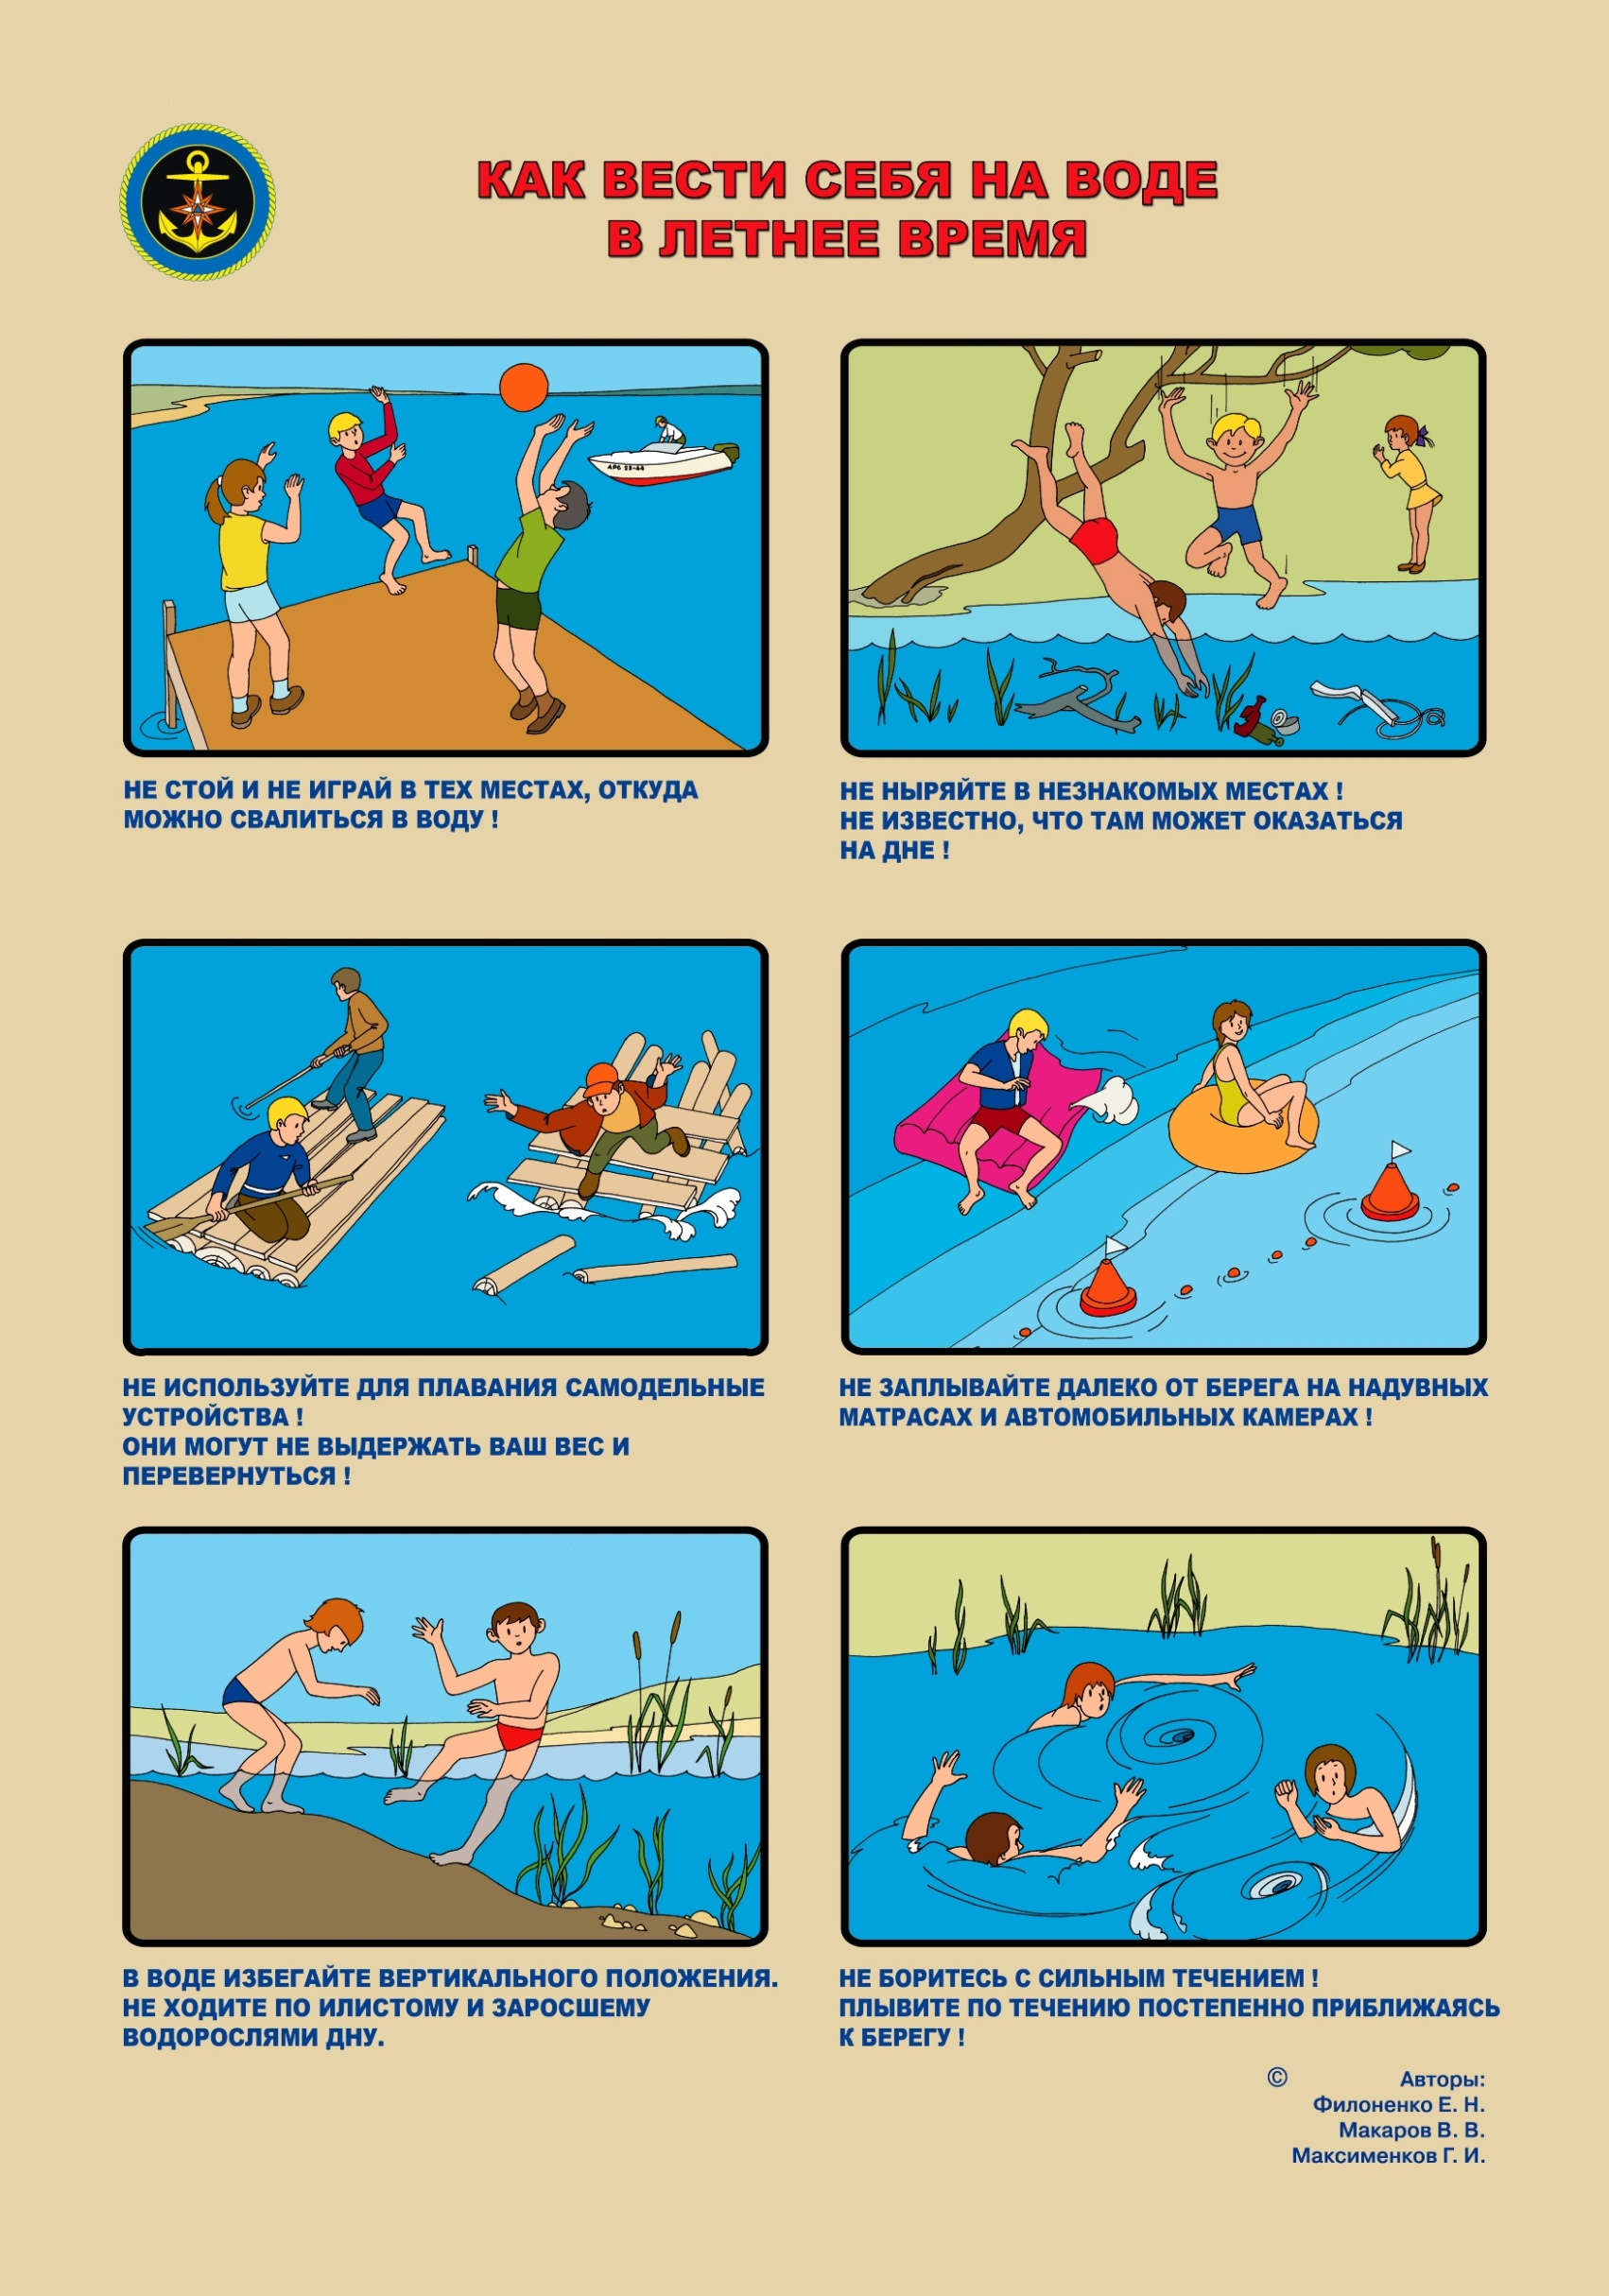 КАК ВЕСТИ СЕБЯ НА ВОДЕ
В ЛЕТНЕЕ ВРЕМЯ
АРС 28-64
НЕ СТОЙ И НЕ ИГРАЙ В ТЕХ МЕСТАХ, ОТКУДА
МОЖНО СВАЛИТЬСЯ В ВОДУ !
НЕ НЫРЯЙТЕ В НЕЗНАКОМЫХ МЕСТАХ !
НЕ ИЗВЕСТНО, ЧТО ТАМ МОЖЕТ ОКАЗАТЬСЯ
НА ДНЕ !
НЕ ИСПОЛЬЗУЙТЕ ДЛЯ ПЛАВАНИЯ САМОДЕЛЬНЫЕ
УСТРОЙСТВА !
ОНИ МОГУТ НЕ ВЫДЕРЖАТЬ ВАШ ВЕС И
ПЕРЕВЕРНУТЬСЯ !
НЕ ЗАПЛЫВАЙТЕ ДАЛЕКО ОТ БЕРЕГА НА НАДУВНЫХ
МАТРАСАХ И АВТОМОБИЛЬНЫХ КАМЕРАХ !
В ВОДЕ ИЗБЕГАЙТЕ ВЕРТИКАЛЬНОГО ПОЛОЖЕНИЯ.
НЕ ХОДИТЕ ПО ИЛИСТОМУ И ЗАРОСШЕМУ
ВОДОРОСЛЯМИ ДНУ.
НЕ БОРИТЕСЬ С СИЛЬНЫМ ТЕЧЕНИЕМ !
ПЛЫВИТЕ ПО ТЕЧЕНИЮ ПОСТЕПЕННО ПРИБЛИЖАЯСЬ
К БЕРЕГУ !
© Авторы:
Филоненко Е. Н.
Макаров В. В.
Максименков Г. И.